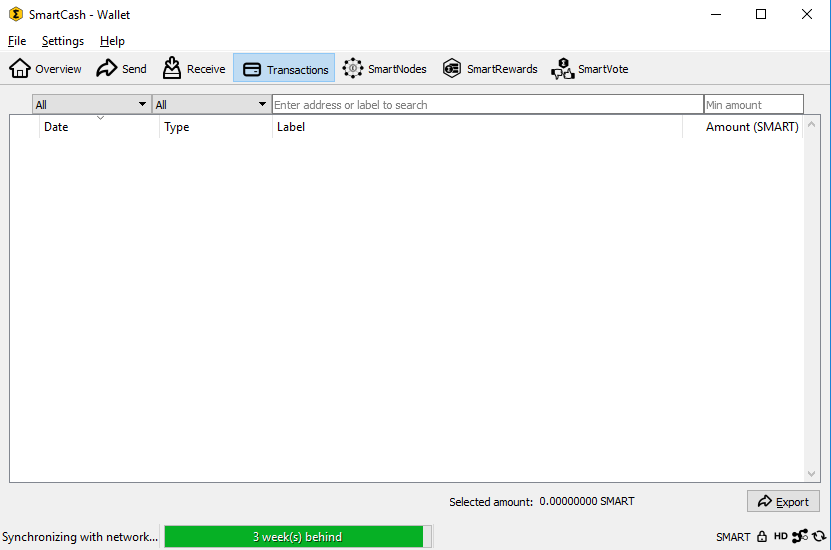 SmartCash - Wallet
File Settings Help
Overview Send Receive Transactions SmartNodes SmartRewards SmartVote
All All Enter address or label to search Min amount
Date Type Label Amount (SMART)
Selected amount: 0.00000000 SMART Export
Synchronizing with network... 3 week(s) behind SMART HD